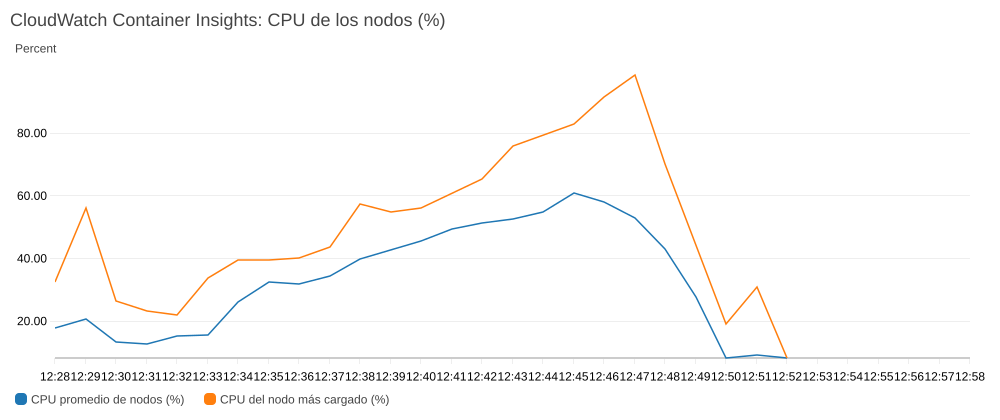 CloudWatch Container Insights: CPU de los nodos (%)
Percent
80.00
60.00
40.00
20.00
12:28 12:29 12:30 12:31 12:32 12:33 12:34 12:35 12:36 12:37 12:38 12:39 12:40 12:41 12:42 12:43 12:44 12:45 12:46 12:47 12:48 12:49 12:50 12:51 12:52 12:53 12:54 12:55 12:56 12:57 12:58
CPU promedio de nodos (%) CPU del nodo más cargado (%)